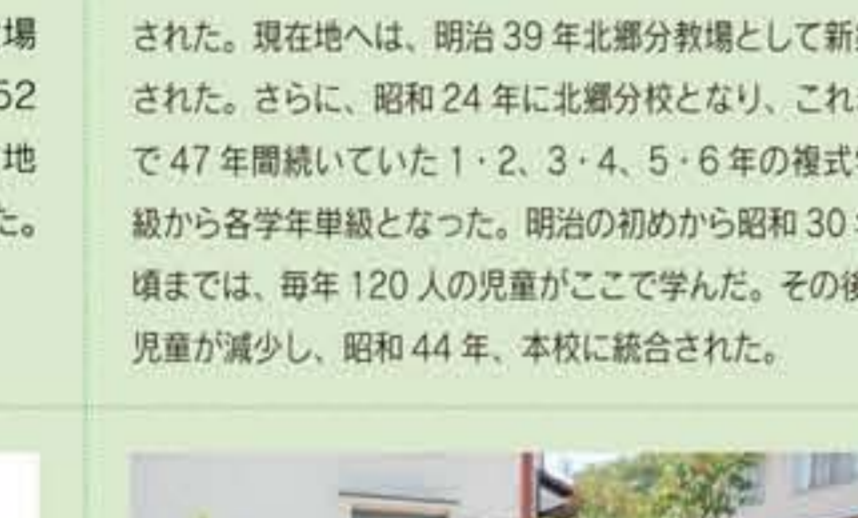 場
52
地
た。
された。現在地へは、明治 39 年北郷分教場として新
された。さらに、昭和 24 年に北郷分校となり、これ
で 47 年間続いていた 1・2、3・4、5・6 年の複式
級から各学年単級となった。明治の初めから昭和 30
頃までは、毎年 120 人の児童がここで学んだ。その後
児童が減少し、昭和 44 年、本校に統合された。